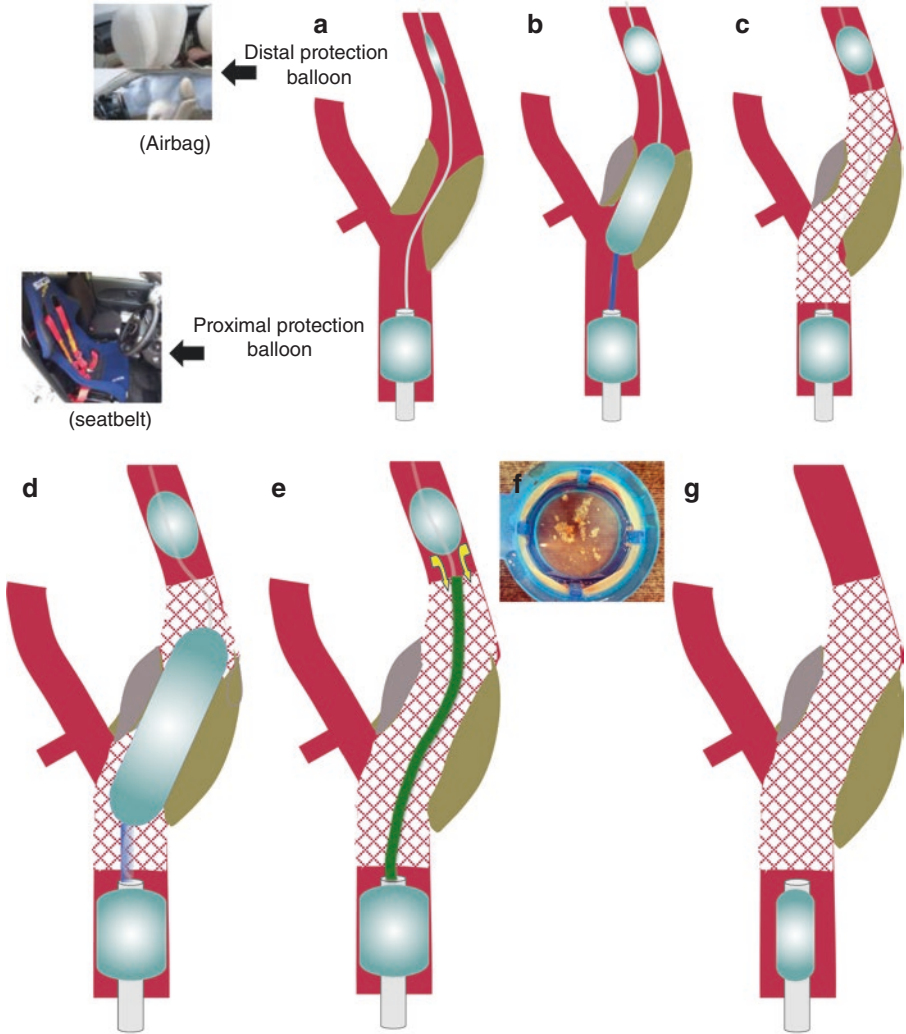 a
b
c
Distal protection
balloon
(Airbag)
Proximal protection
balloon
(seatbelt)
d
e
f
g